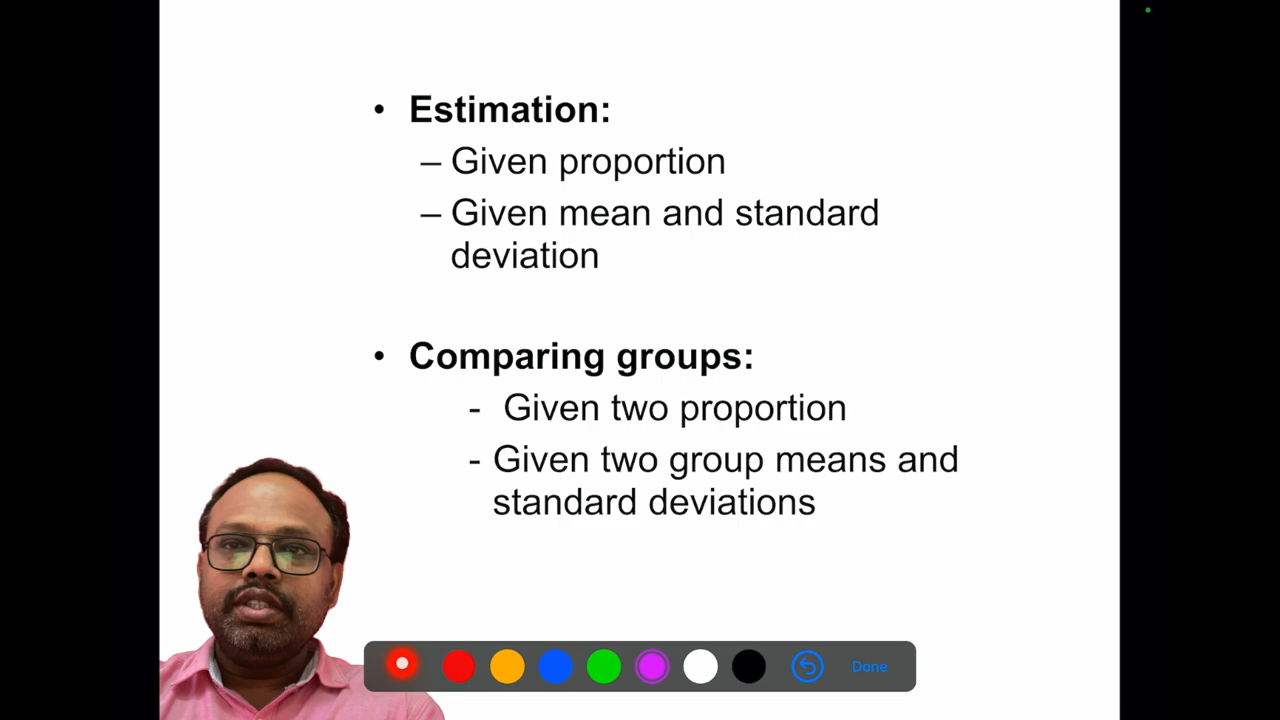 • Estimation:
– Given proportion
– Given mean and standard
deviation
• Comparing groups:
- Given two proportion
- Given two group means and
standard deviations
Done